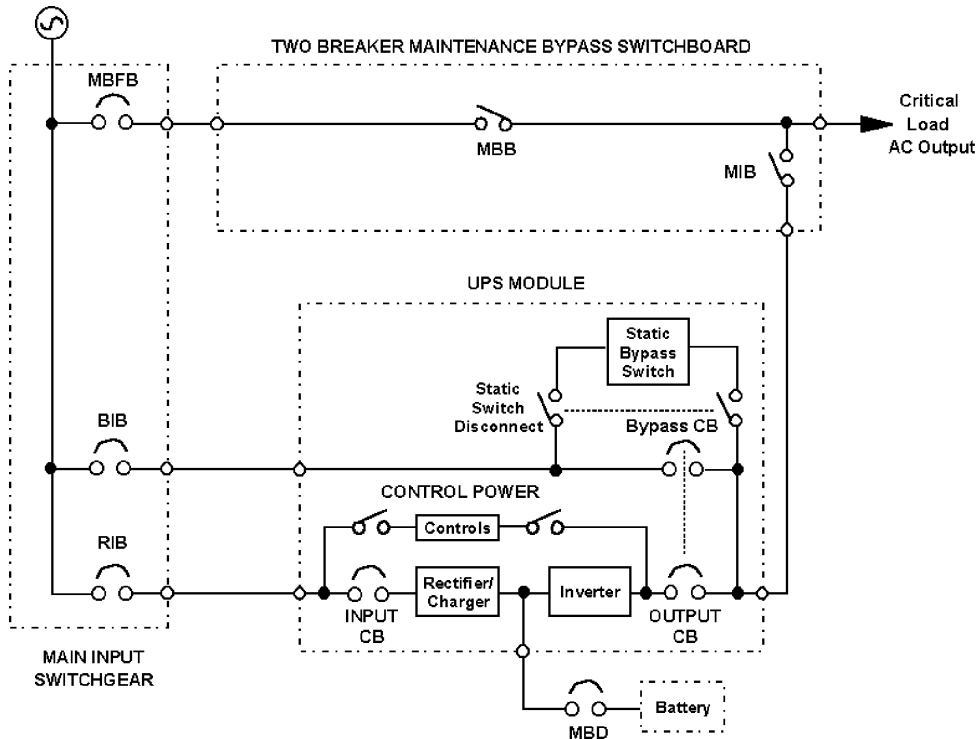 TWO BREAKER MAINTENANCE BYPASS SWITCHBOARD
MBFB
Critical
Load
AC Output
MBB
MIB
UPS MODULE
Static
Bypass
Switch
Static
Switch
Disconnect
Bypass CB
BIB
CONTROL POWER
Controls
RIB
Rectifier/
Charger
Inverter
INPUT
CB
OUTPUT
CB
MAIN INPUT
SWITCHGEAR
Battery
MBD